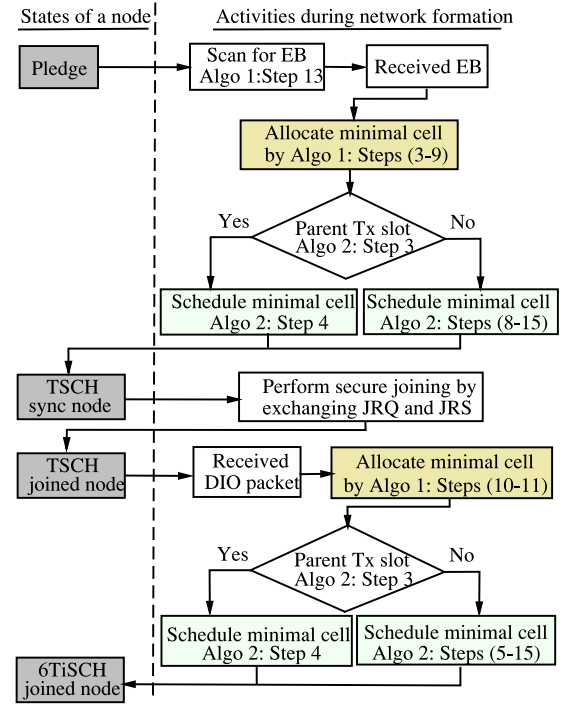 States of a node
Activities during network formation
Pledge
Scan for EB
Algo 1:Step 13
Received EB
Allocate minimal cell
by Algo 1: Steps (3-9)
Yes
Parent Tx slot
Algo 2: Step 3
No
Schedule minimal cell
Algo 2: Step 4
Schedule minimal cell
Algo 2: Steps (8-15)
TSCH
sync node
Perform secure joining by
exchanging JRQ and JRS
TSCH
joined node
Received
DIO packet
Allocate minimal cell
by Algo 1: Steps (10-11)
Yes
Parent Tx slot
Algo 2: Step 3
No
Schedule minimal cell
Algo 2: Step 4
Schedule minimal cell
Algo 2: Steps (5-15)
6TiSCH
joined node